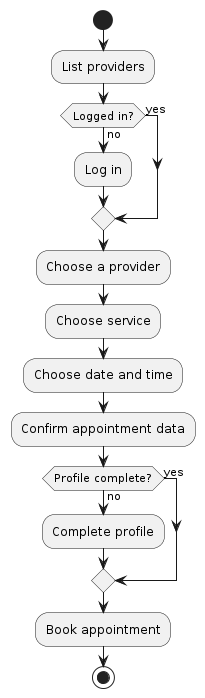 List providers
Logged in?
yes
no
Log in
Choose a provider
Choose service
Choose date and time
Confirm appointment data
Profile complete?
yes
no
Complete profile
Book appointment